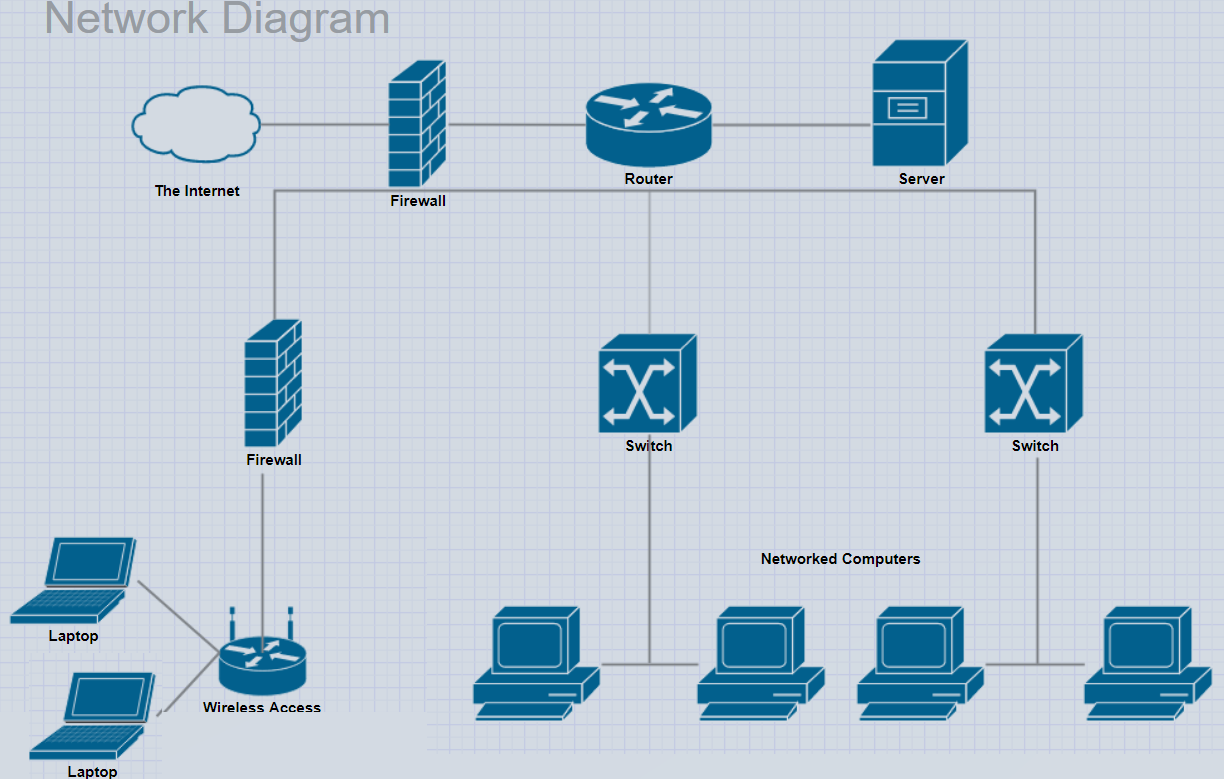 Network Diagram
The Internet
Firewall
Router
Server
Firewall
Switch
Switch
Networked Computers
Laptop
Wireless Access
Laptop